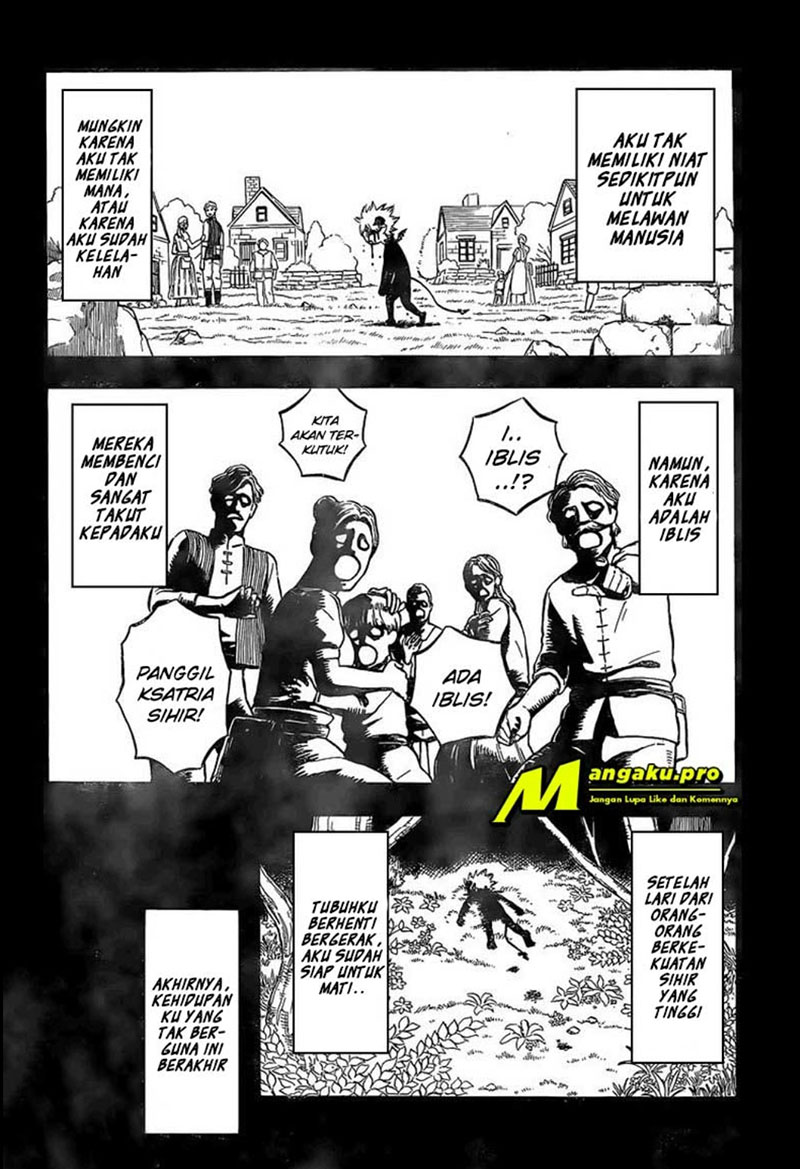 AKU TAK
MEMILIKI NIAT
SEDIKITPUN
UNTUK
MELAWAN
MANUSIA
MUNGKIN
KARENA
AKU TAK
MEMILIKI
MANA,
ATAU
KARENA
AKU SUDAH
KELELA-
HAN
NAMUN,
KARENA
AKU
ADALAH
IBLIS
I..
IBLIS
..!?
KITA
AKAN TER-
KUTUK!
MEREKA
MEMBENCI
DAN
SANGAT
TAKUT
KEPADAKU
ADA
IBLIS!
PANGGIL
KSATRIA
SIHIR!
Mangaku.pro
Jangan Lupa Like dan Komennya
SETELAH
LARI DARI
ORANG-
ORANG
BERKE-
KUATAN
SIHIR
YANG
TINGGI
TUBUHKU
BERHENTI
BERGERAK,
AKU SUDAH
SIAP UNTUK
MATI..
AKHIRNYA,
KEHIDUPAN
KU YANG
TAK BER-
GUNA INI
BERAKHIR